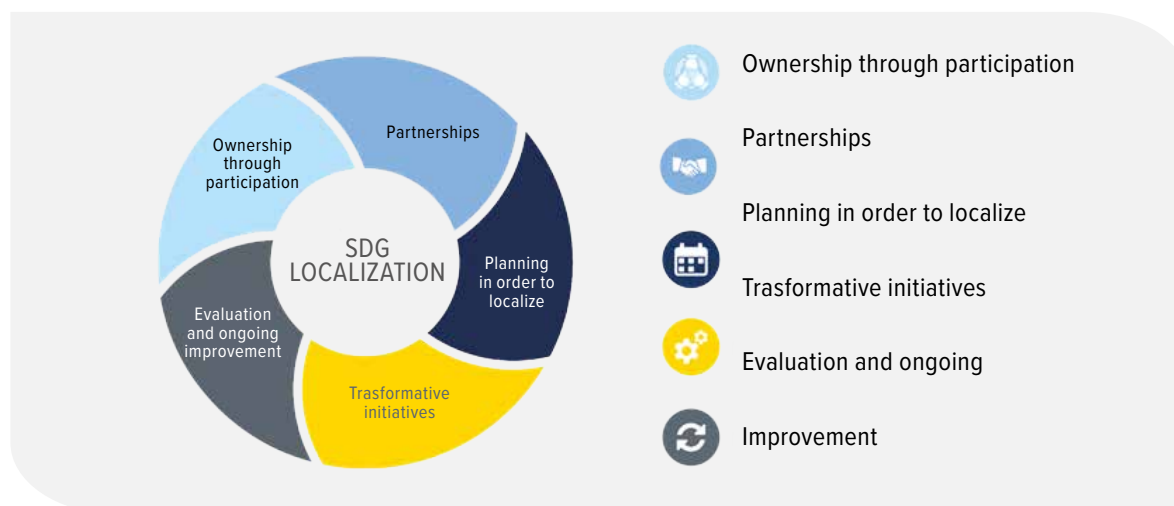 Ownership
through
participation
Partnerships
Planning
in order to
localize
Trasformative
initiatives
Evaluation
and ongoing
improvement
SDG
LOCALIZATION
Ownership through participation
Partnerships
Planning in order to localize
Trasformative initiatives
Evaluation and ongoing
Improvement